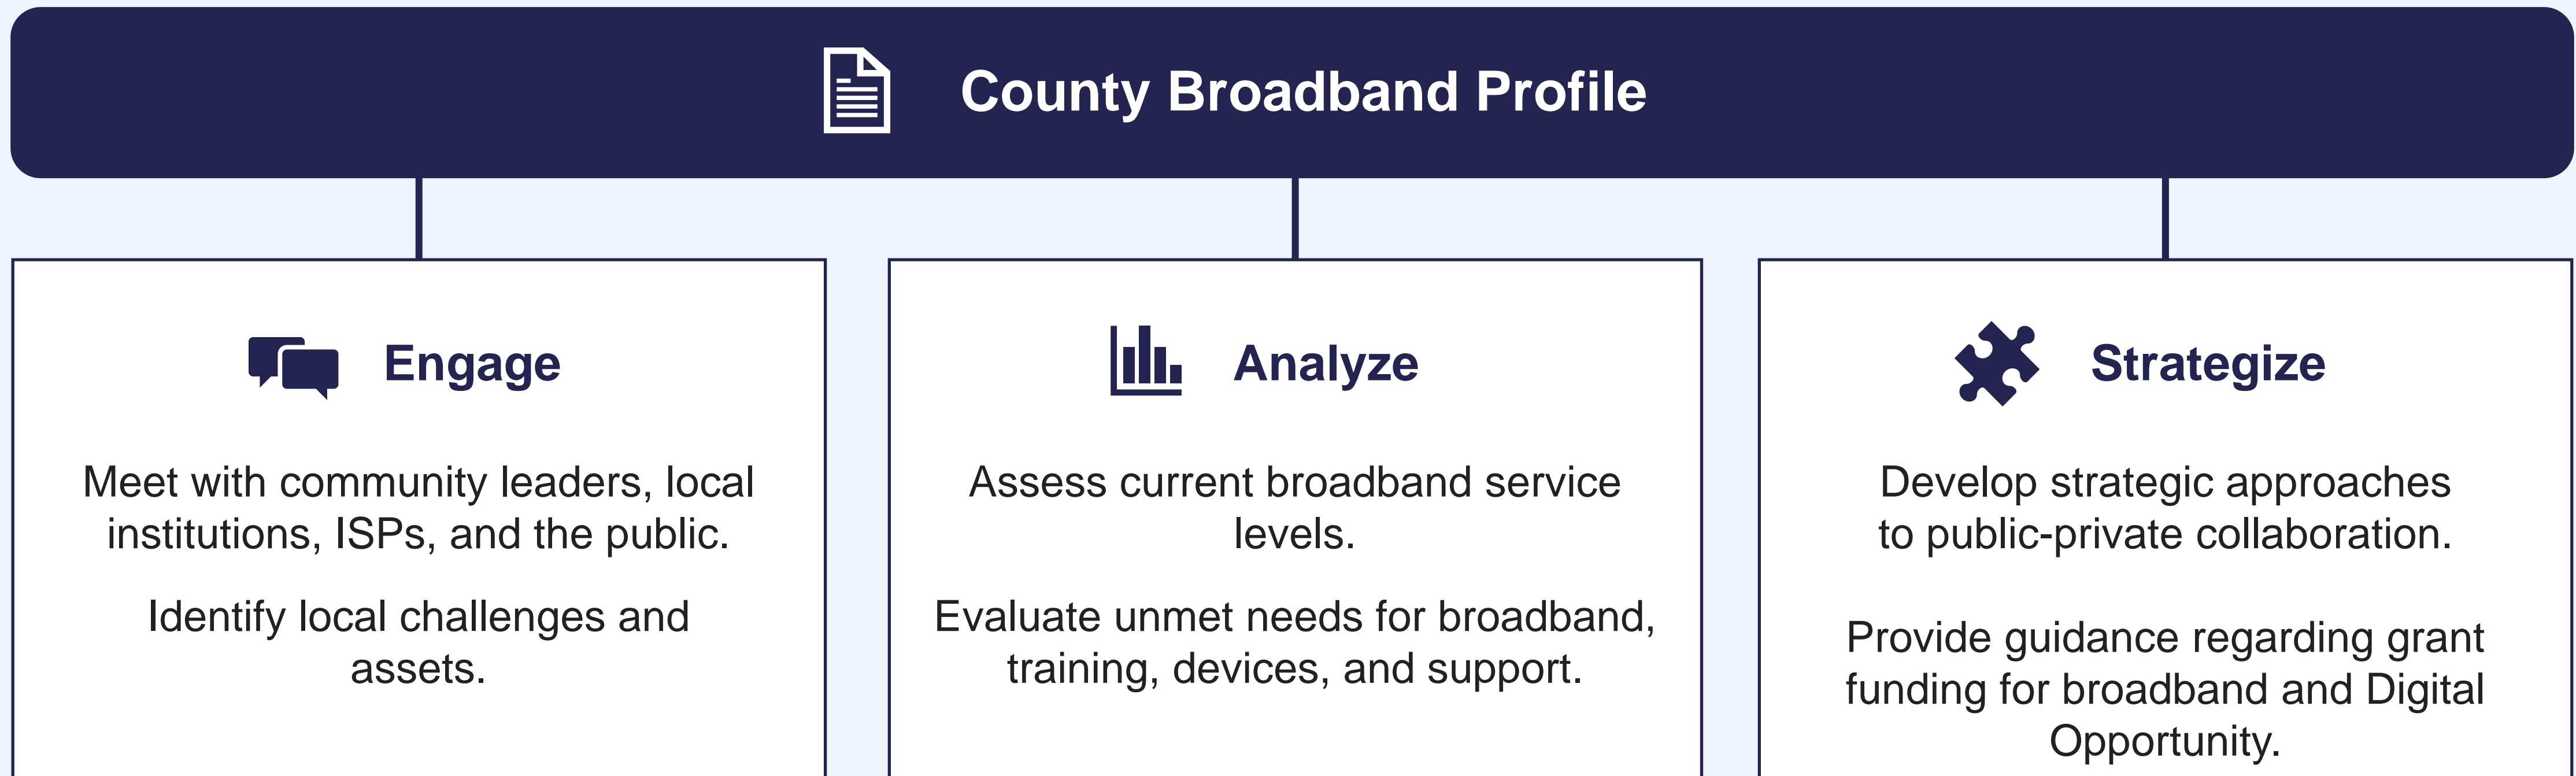 County Broadband Profile
Engage
Meet with community leaders, local
institutions, ISPs, and the public.
Identify local challenges and
assets.
Analyze
Assess current broadband service
levels.
Evaluate unmet needs for broadband,
training, devices, and support.
Strategize
Develop strategic approaches
to public-private collaboration.
Provide guidance regarding grant
funding for broadband and Digital
Opportunity.